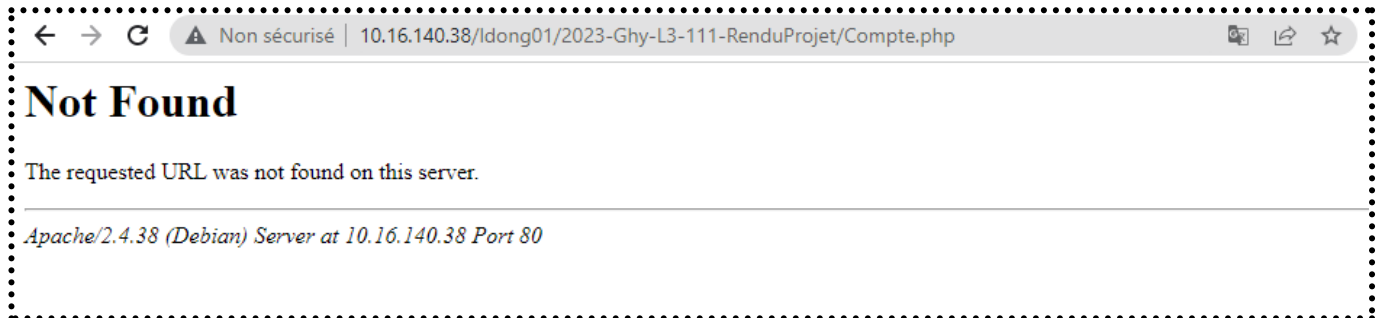 Non sécurisé | 10.16.140.38/ldong01/2023-Ghy-L3-111-RenduProjet/Compte.php
Not Found
The requested URL was not found on this server.
Apache/2.4.38 (Debian) Server at 10.16.140.38 Port 80